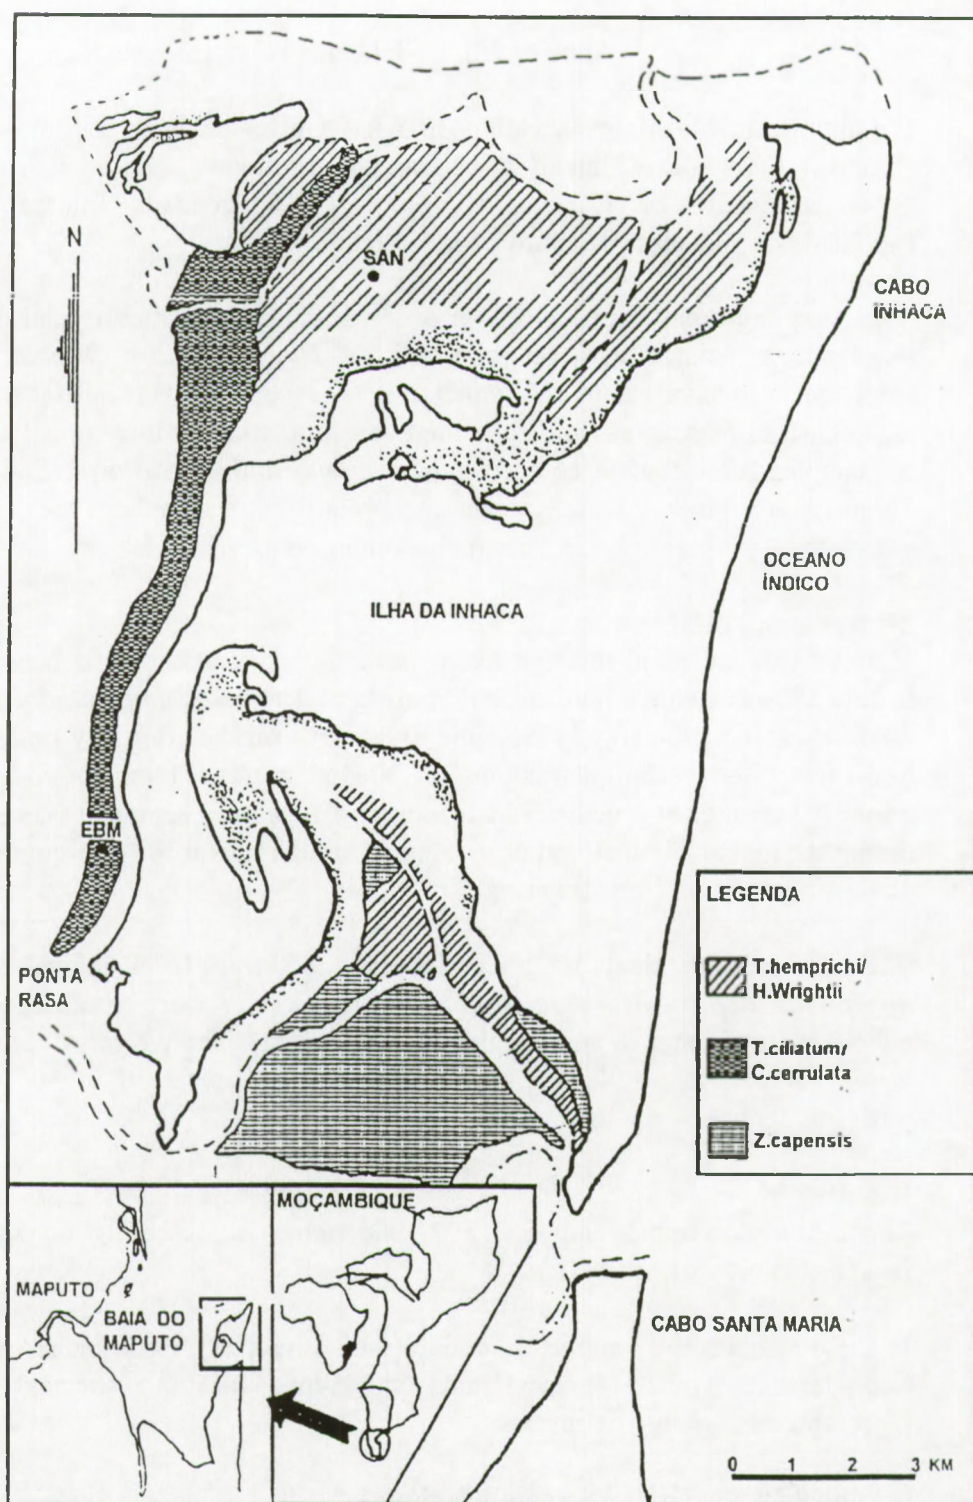 N
SAN
CABO
INHACA
OCEANO
ÍNDICO
ILHA DA INHACA
EBM
PONTA
RASA
LEGENDA
T.hemprichi/
H.Wrightii
T.ciliatum/
C.cerrulata
Z.capensis
MOÇAMBIQUE
MAPUTO
BAIA DO
MAPUTO
CABO SANTA MARIA
0 1 2 3 KM